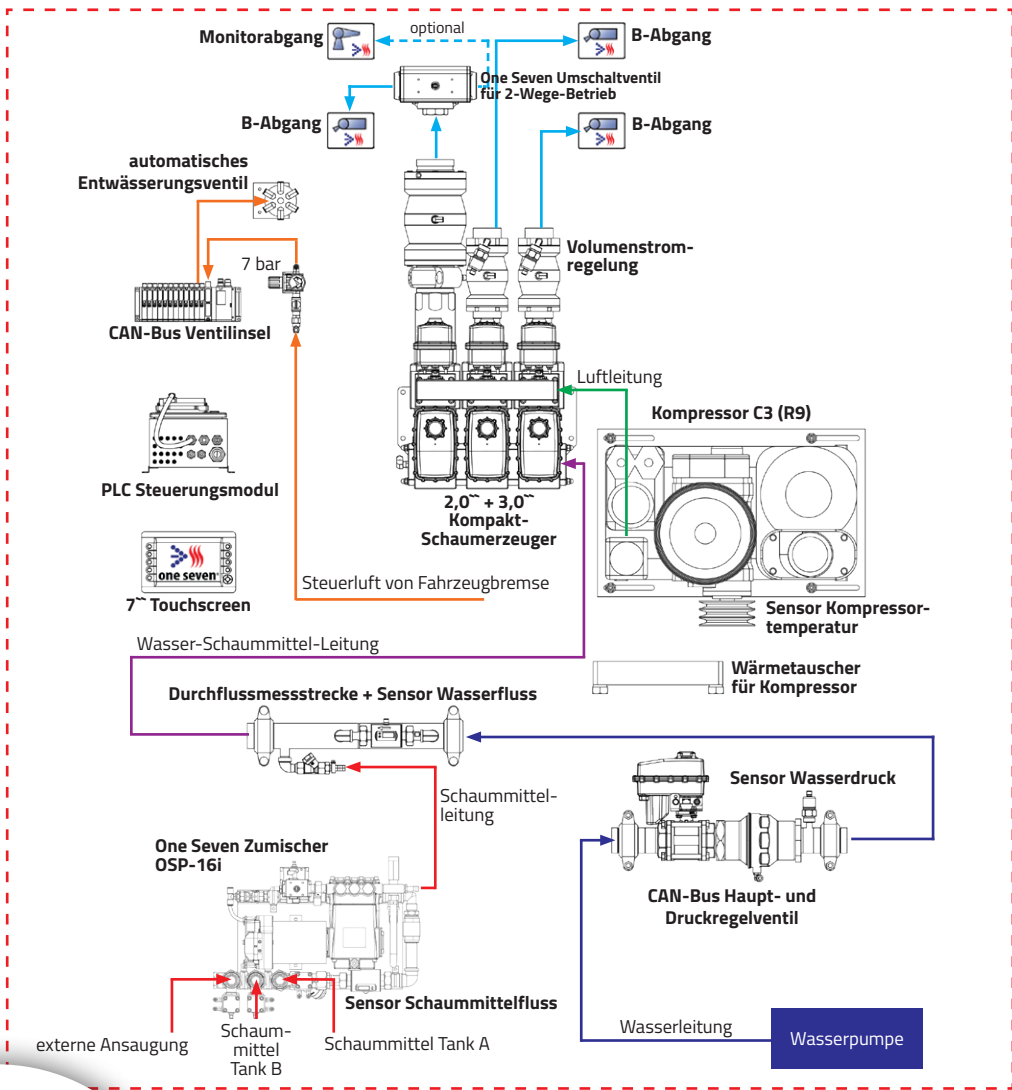 Monitorabgang
optional
B-Abgang
One Seven Umschaltventil
für 2-Wege-Betrieb
B-Abgang
B-Abgang
automatisches
Entwässerungsventil
7 bar
Volumenstrom-
regelung
CAN-Bus Ventilinsel
Luftleitung
Kompressor C3 (R9)
PLC Steuerungsmodul
2,0`` + 3,0``
Kompakt-
Schaumerzeuger
one seven®
7`` Touchscreen
Steuerluft von Fahrzeugbremse
Sensor Kompressor-
temperatur
Wasser-Schaummittel-Leitung
Wärmetauscher
für Kompressor
Durchflussmessstrecke + Sensor Wasserfluss
Sensor Wasserdruck
Schaummittel-
leitung
One Seven Zumischer
OSP-16i
CAN-Bus Haupt- und
Druckregelventil
Sensor Schaummittelfluss
externe Ansaugung
Schaum-
mittel
Tank B
Schaummittel Tank A
Wasserleitung
Wasserpumpe